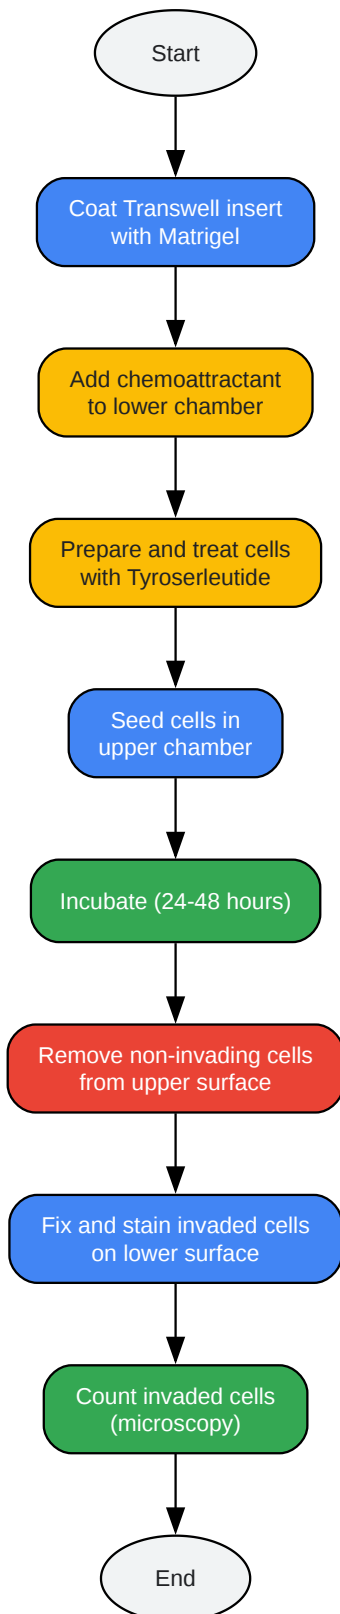 Start
Coat Transwell insert
with Matrigel
Add chemoattractant
to lower chamber
Prepare and treat cells
with Tyroserleutide
Seed cells in
upper chamber
Incubate (24-48 hours)
Remove non-invading cells
from upper surface
Fix and stain invaded cells
on lower surface
Count invaded cells
(microscopy)
End